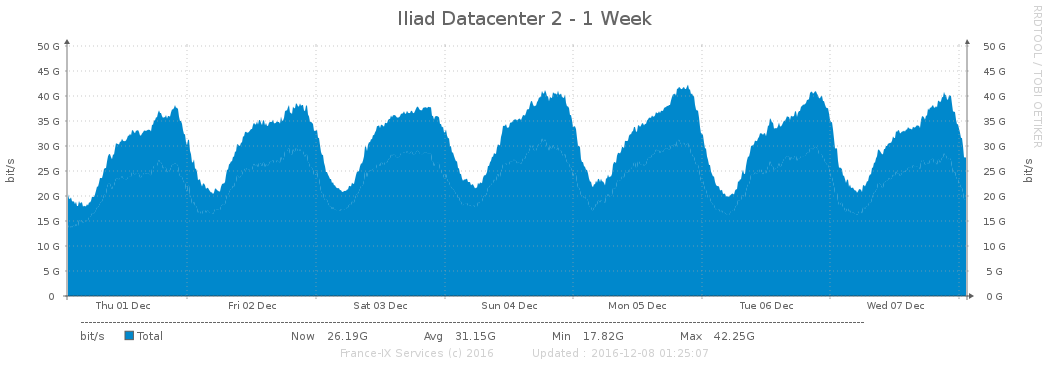 Iliad Datacenter 2 - 1 Week
RRDTOOL / TOBI OETIKER
bit/s
50 G 50 G
45 G 45 G
40 G 40 G
35 G 35 G
30 G 30 G
25 G 25 G
20 G 20 G
15 G 15 G
10 G 10 G
5 G 5 G
0 0 G
bit/s
Thu 01 Dec Fri 02 Dec Sat 03 Dec Sun 04 Dec Mon 05 Dec Tue 06 Dec Wed 07 Dec
bit/s Total Now 26.19G Avg 31.15G Min 17.82G Max 42.25G
France-IX Services (c) 2016 Updated : 2016-12-08 01:25:07